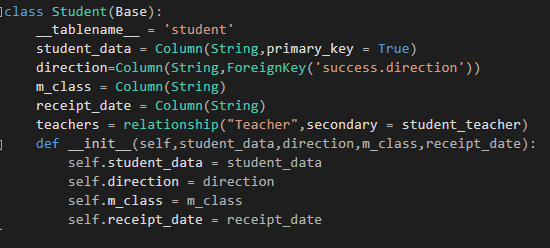 class Student(Base):
    __tablename__ = 'student'
    student_data = Column(String,primary_key = True)
    direction=Column(String,ForeignKey('success.direction'))
    m_class = Column(String)
    receipt_date = Column(String)
    teachers = relationship("Teacher",secondary = student_teacher)
    def __init__(self,student_data,direction,m_class,receipt_date):
        self.student_data = student_data
        self.direction = direction
        self.m_class = m_class
        self.receipt_date = receipt_date